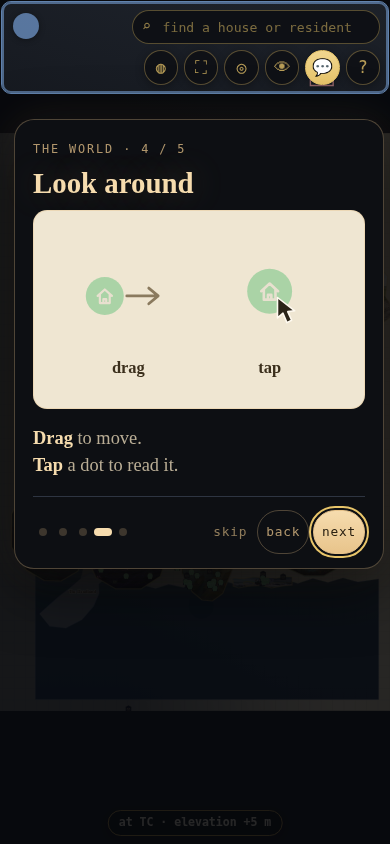 find a house or resident
?
THE WORLD · 4 / 5
Look around
drag
tap
Drag to move.
Tap a dot to read it.
skip
back
next
at TC · elevation +5 m